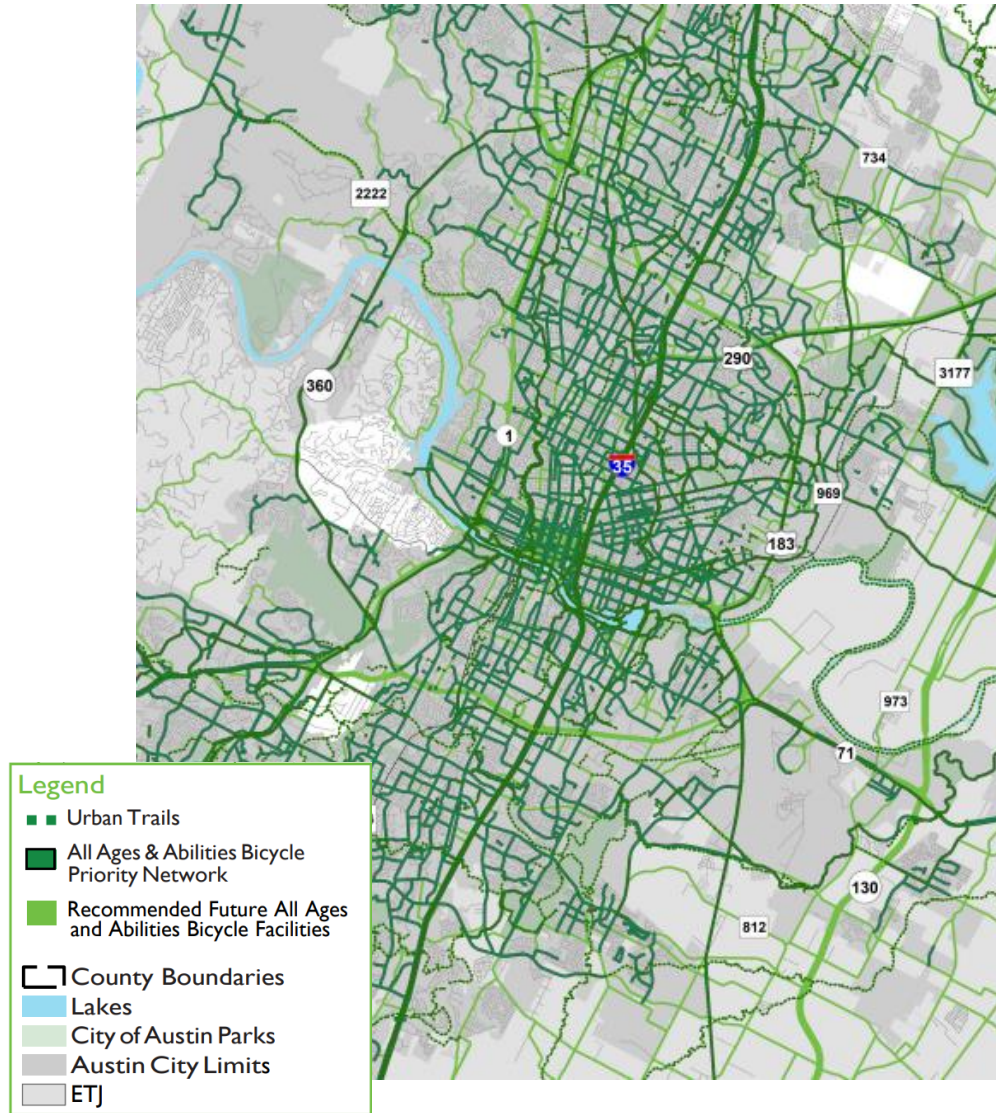 734
2222
290
3177
360
1
35
969
183
973
71
130
812
Legend
Urban Trails
All Ages & Abilities Bicycle
Priority Network
Recommended Future All Ages
and Abilities Bicycle Facilities
County Boundaries
Lakes
City of Austin Parks
Austin City Limits
ETJ